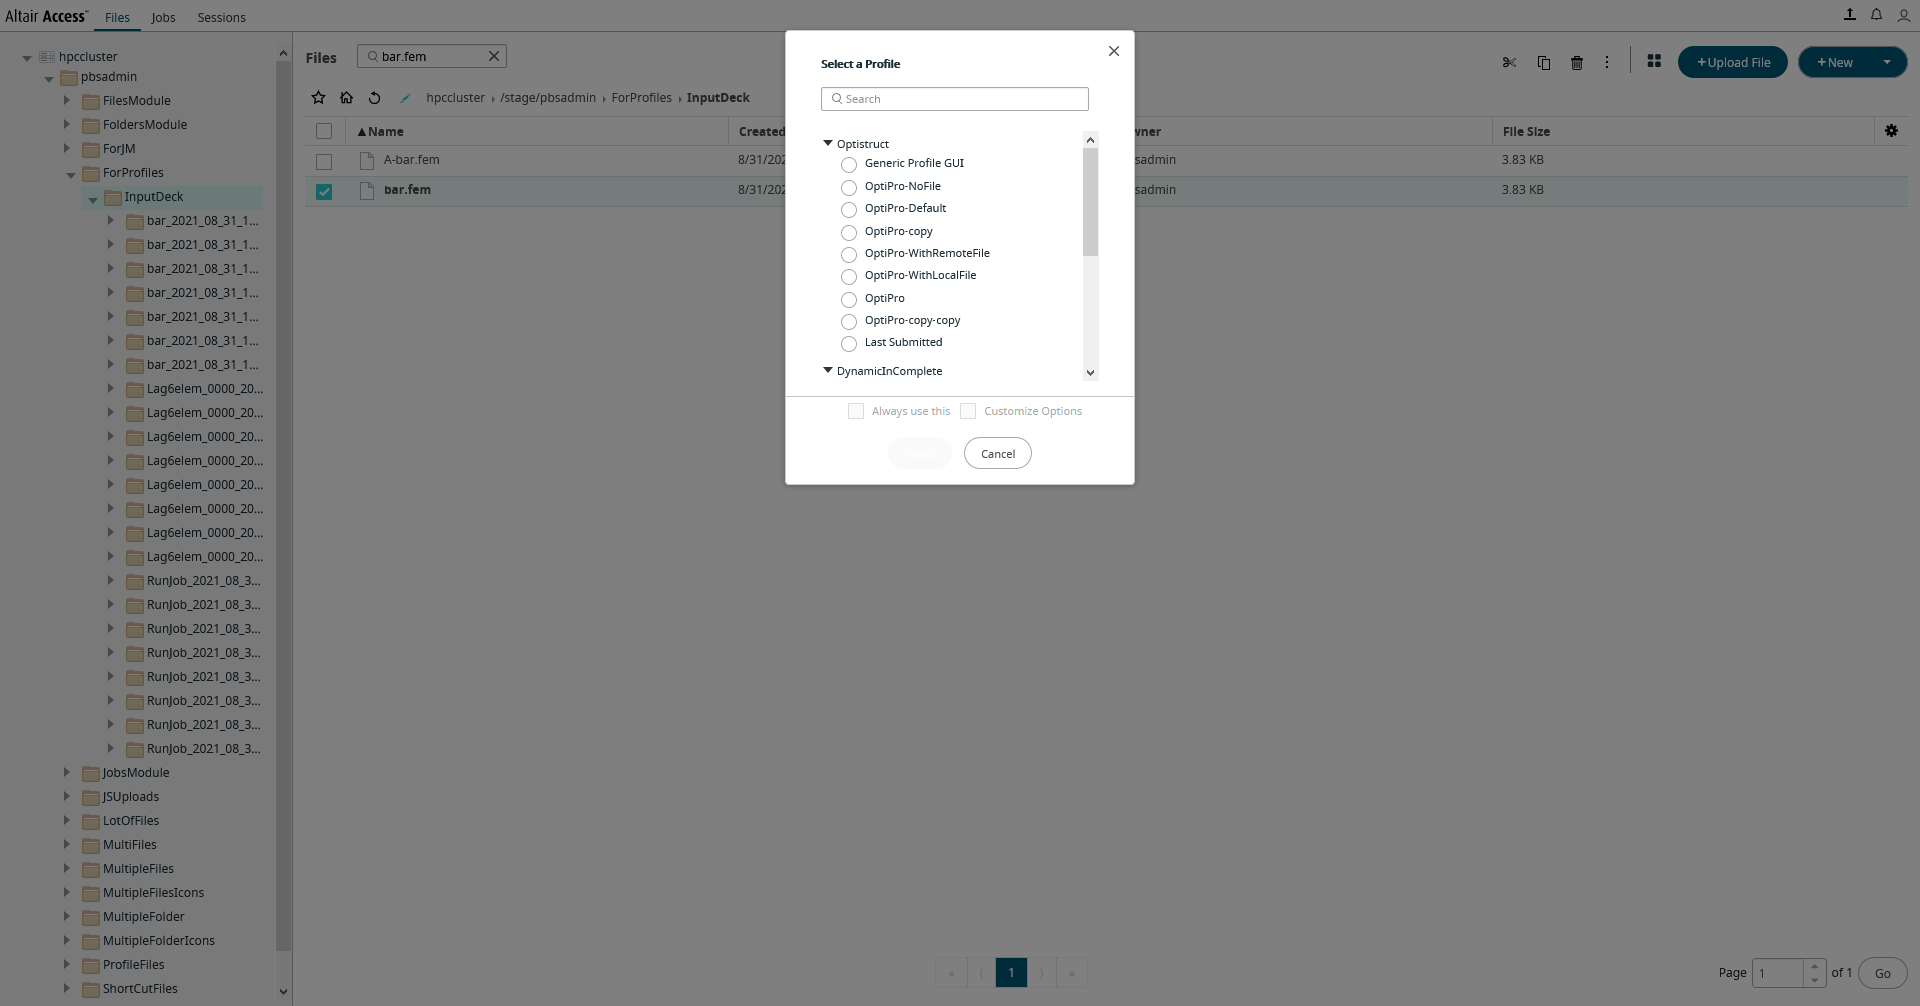 Altair Access™
Files
Jobs
Sessions
hpccluster
pbsadmin
FilesModule
FoldersModule
ForJM
ForProfiles
InputDeck
bar_2021_08_31_1...
bar_2021_08_31_1...
bar_2021_08_31_1...
bar_2021_08_31_1...
bar_2021_08_31_1...
bar_2021_08_31_1...
bar_2021_08_31_1...
Lag6elem_0000_20...
Lag6elem_0000_20...
Lag6elem_0000_20...
Lag6elem_0000_20...
Lag6elem_0000_20...
Lag6elem_0000_20...
Lag6elem_0000_20...
Lag6elem_0000_20...
RunJob_2021_08_3...
RunJob_2021_08_3...
RunJob_2021_08_3...
RunJob_2021_08_3...
RunJob_2021_08_3...
RunJob_2021_08_3...
RunJob_2021_08_3...
RunJob_2021_08_3...
JobsModule
JSUploads
LotOfFiles
MultiFiles
MultipleFiles
MultipleFilesIcons
MultipleFolder
MultipleFolderIcons
ProfileFiles
ShortCutFiles
Files
bar.fem
+Upload File
+New
hpccluster › /stage/pbsadmin › ForProfiles › InputDeck
Name Created wner File Size
A-bar.fem 8/31/202 sadmin 3.83 KB
bar.fem 8/31/202 sadmin 3.83 KB
Select a Profile
Search
Optistruct
Generic Profile GUI
OptiPro-NoFile
OptiPro-Default
OptiPro-copy
OptiPro-WithRemoteFile
OptiPro-WithLocalFile
OptiPro
OptiPro-copy-copy
Last Submitted
DynamicInComplete
Always use this
Customize Options
Cancel
1
Page 1 of 1 Go